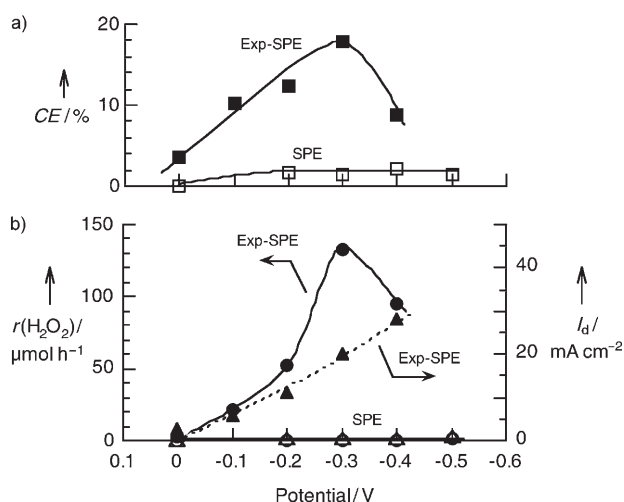 a)
20
Exp-SPE
10
CE / %
SPE
0
b)
150
Exp-SPE
40
100
r(H₂O₂)/
µmol h⁻¹
I_d /
mA cm⁻²
20
50
Exp-SPE
SPE
0
0
0.1 0 -0.1 -0.2 -0.3 -0.4 -0.5 -0.6
Potential / V